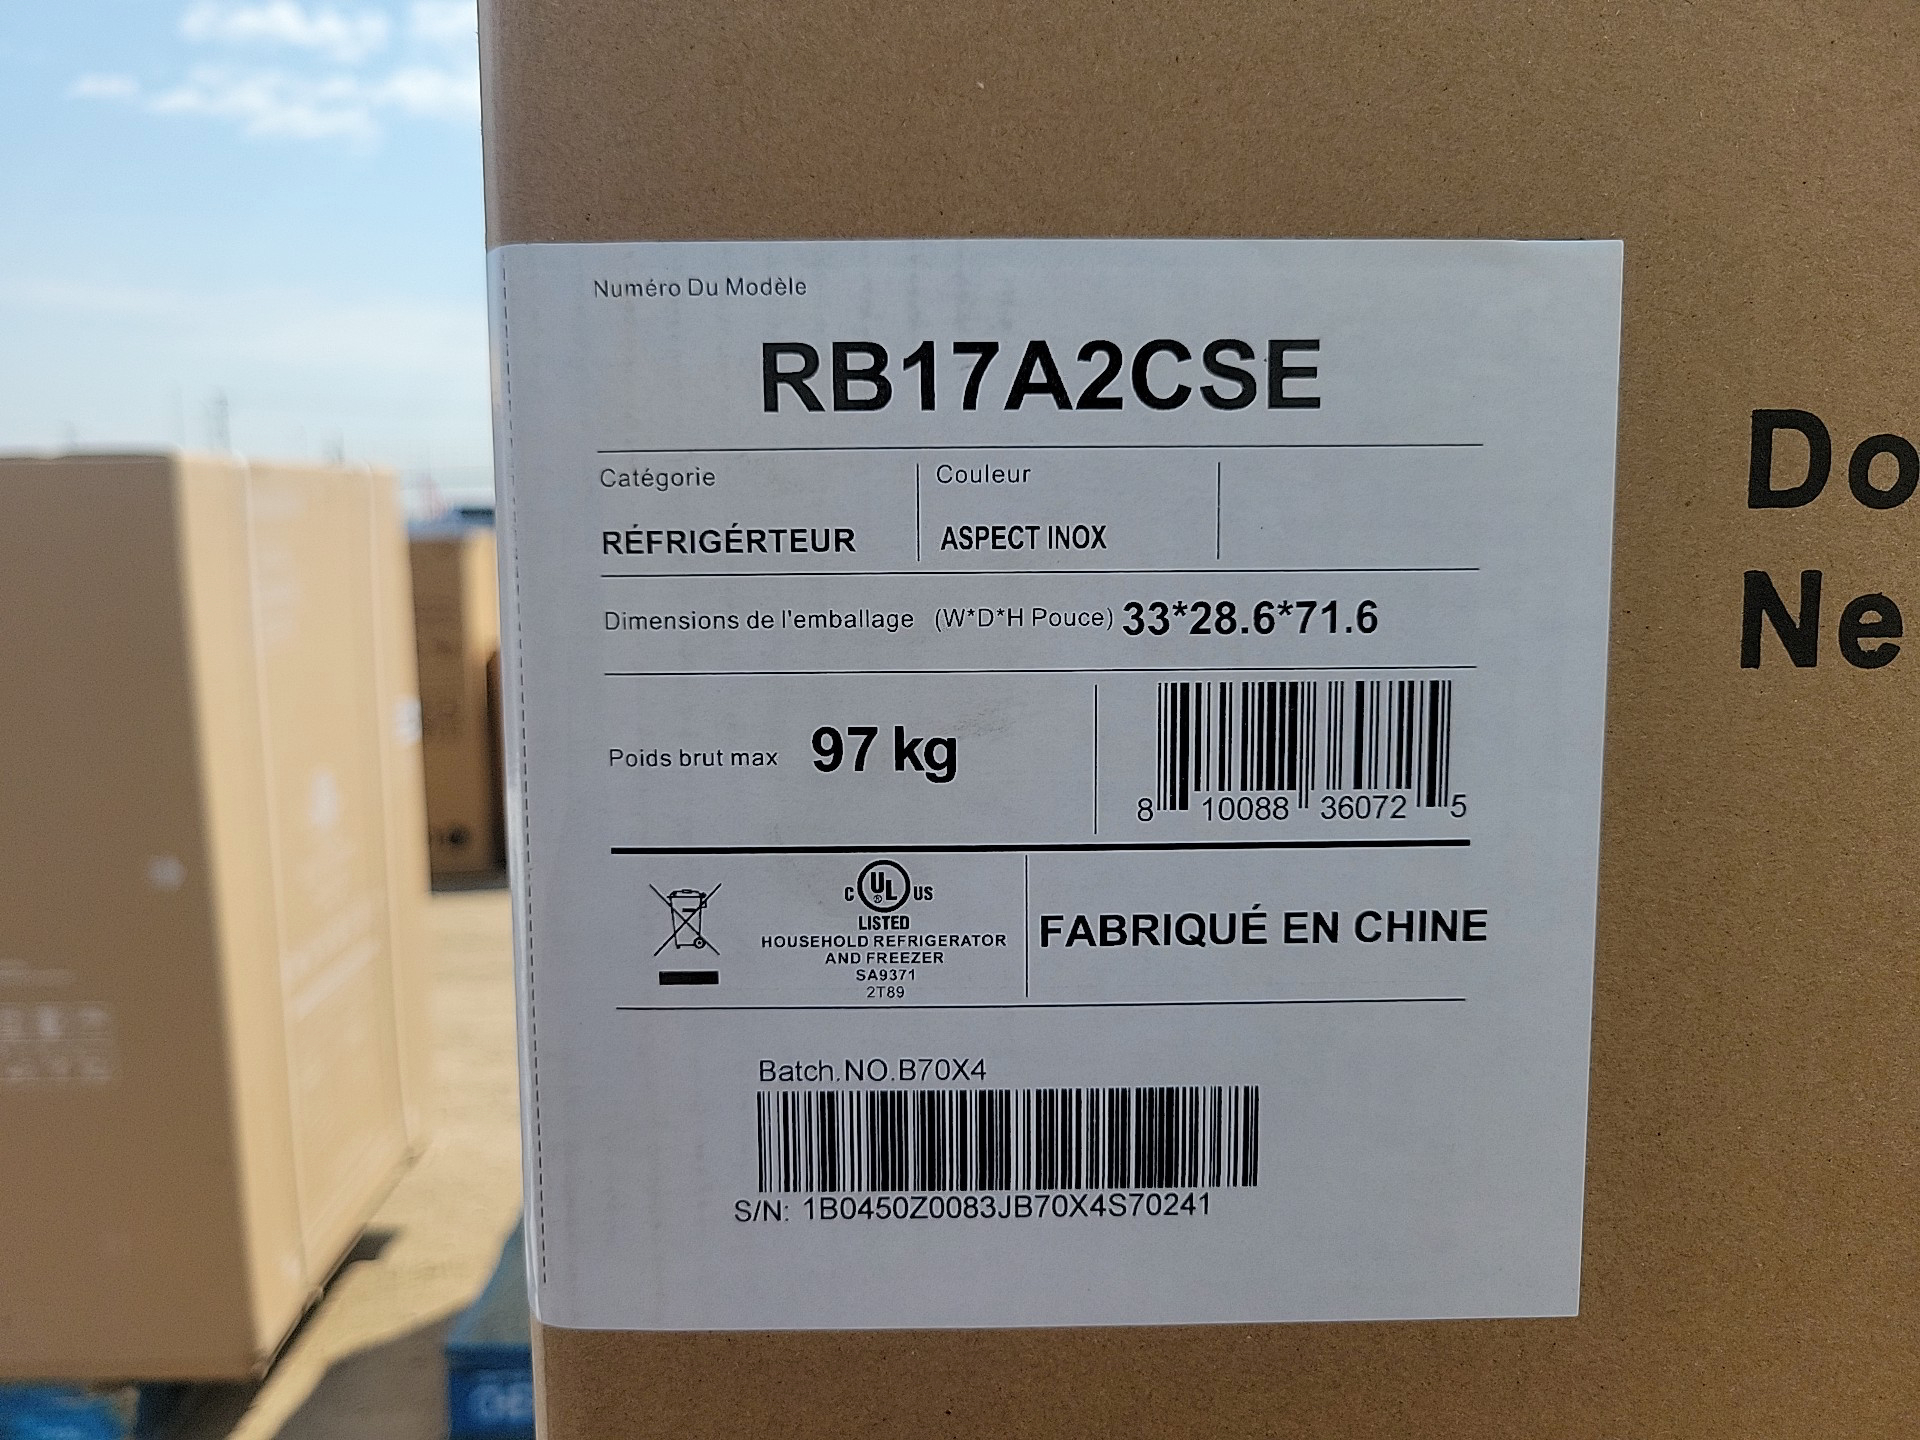 Numéro Du Modèle
RB17A2CSE
Catégorie
Couleur
RÉFRIGÉRTEUR
ASPECT INOX
Dimensions de l'emballage (W*D*H Pouce) 33*28.6*71.6
Poids brut max 97 kg
8 10088 36072 5
C UL ® US
LISTED
HOUSEHOLD REFRIGERATOR
AND FREEZER
SA9371
2T89
FABRIQUÉ EN CHINE
Batch.NO.B70X4
S/N: 1B0450Z0083JB70X4S70241
Do
Ne